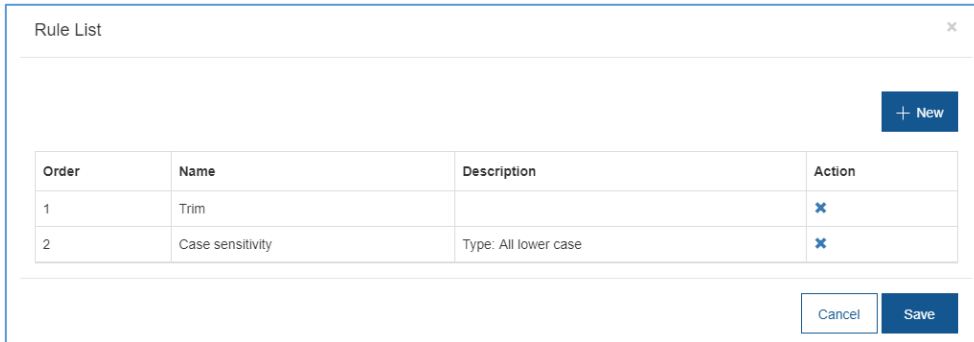 Rule List ×
+ New
Order Name Description Action
1 Trim
2 Case sensitivity Type: All lower case
Cancel Save